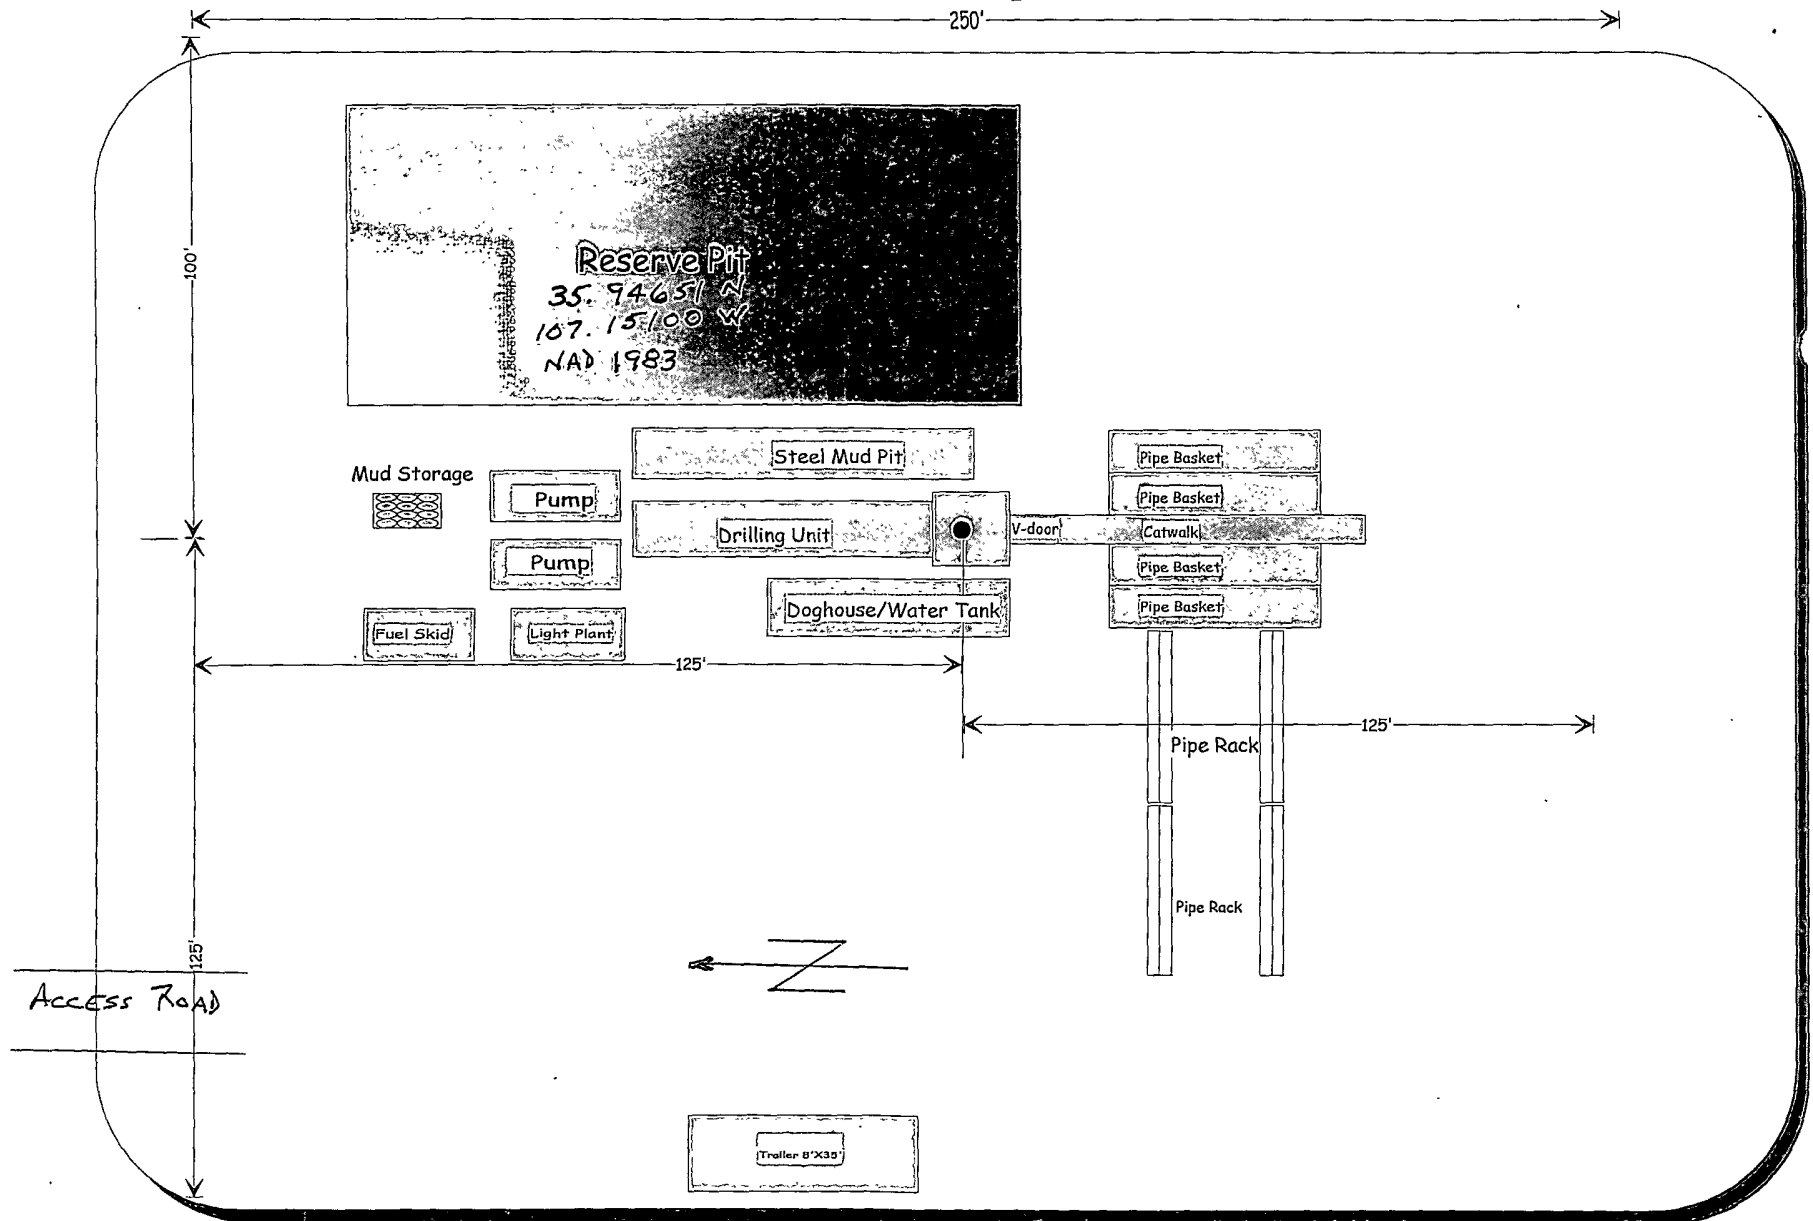 250'
100'
Reserve Pit
35.94651 N
107.15100 W
NAD 1983
Steel Mud Pit
Mud Storage
Pump
Pump
Drilling Unit
V-door
Catwalk
Pipe Basket
Pipe Basket
Pipe Basket
Pipe Basket
Doghouse/Water Tank
Fuel Skid
Light Plant
125'
125'
Pipe Rack
Pipe Rack
125'
N
ACCESS ROAD
Trailer 8'X35'